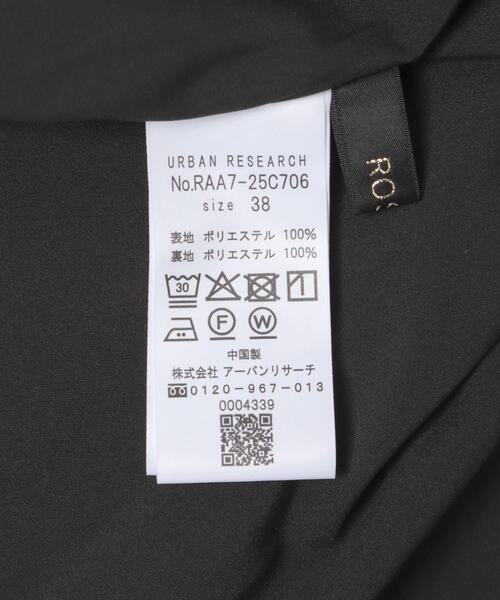 URBAN RESEARCH
No.RAA7-25C706
size 38
表地 ポリエステル 100%
裏地 ポリエステル 100%
30
F W
中国製
株式会社 アーバンリサーチ
0120-967-013
0004339
ROS